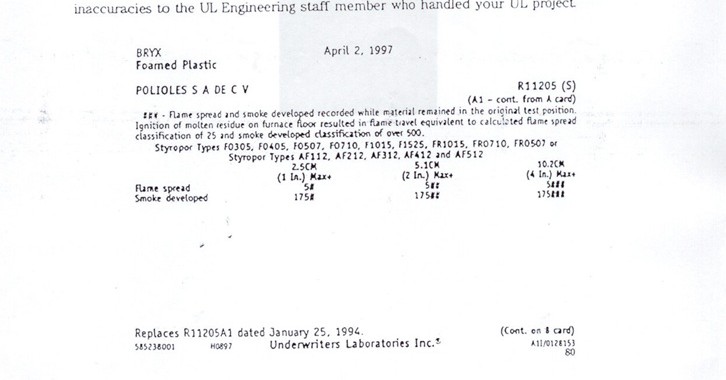 inaccuracies to the UL Engineering staff member who handled your UL project.
BRYX April 2, 1997
Foamed Plastic
POLIOLES S A DE C V R11205 (S)
(A1 - cont. from A card)
### - Flame spread and smoke developed recorded while material remained in the original test position.
Ignition of molten residue on furnace floor resulted in flame travel equivalent to calculated flame spread
classification of 25 and smoke developed classification of over 500.
Styropor Types F0305, F0405, F0507, F0710, F1015, F1525, FR1015, FR0710, FR0507 or
Styropor Types AF112, AF212, AF312, AF412 and AF512
2.5CM 5.1CM 10.2CM
(1 In.) Max+ (2 In.) Max+ (4 In.) Max+
Flame spread 5# 5## 5###
Smoke developed 175# 175## 175###
Replaces R11205A1 dated January 25, 1994. (Cont. on B card)
585238001 H0897 Underwriters Laboratories Inc.® A11/0128153
80